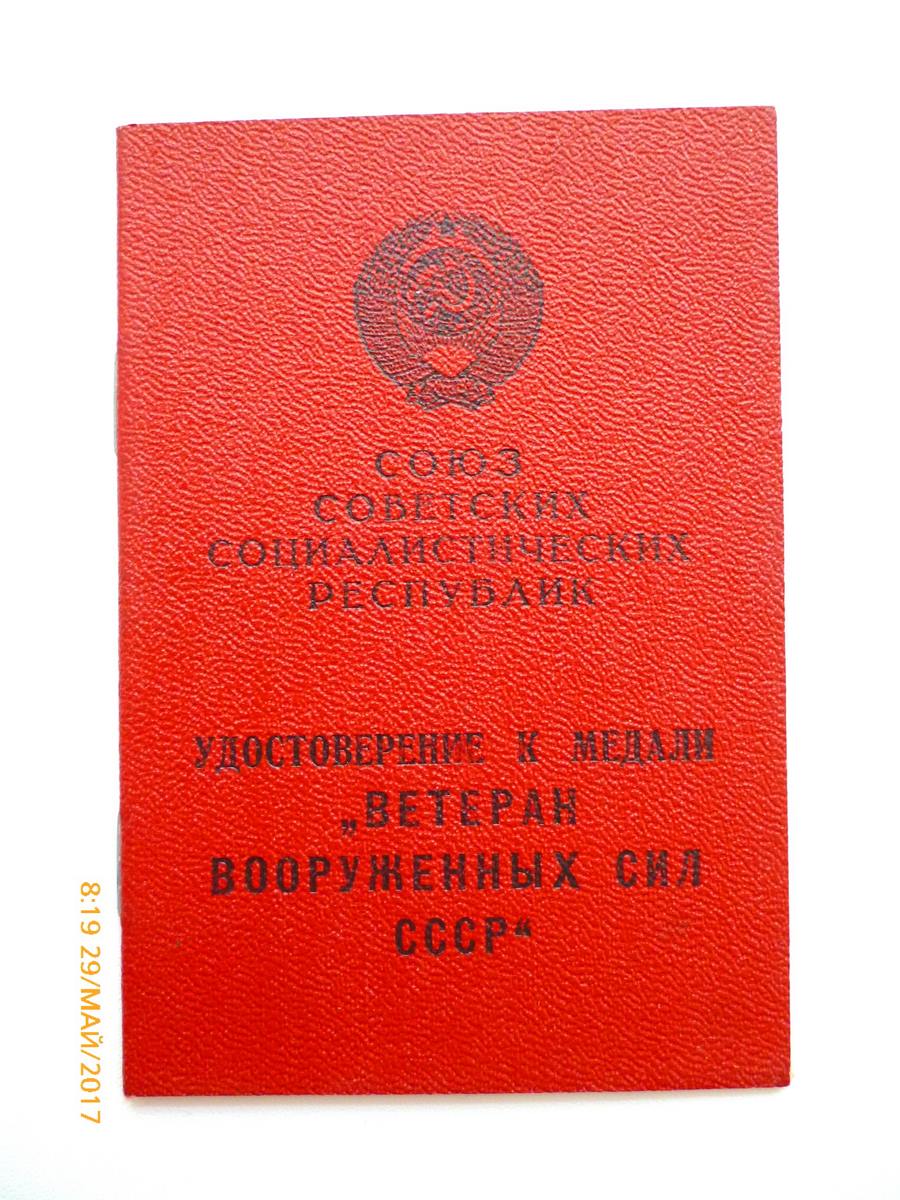 СОЮЗ
СОВЕТСКИХ
СОЦИАЛИСТИЧЕСКИХ
РЕСПУБЛИК
УДОСТОВЕРЕНИЕ К МЕДАЛИ
„ВЕТЕРАН
ВООРУЖЕННЫХ СИЛ
СССР“
8:19 29/МАЙ/2017